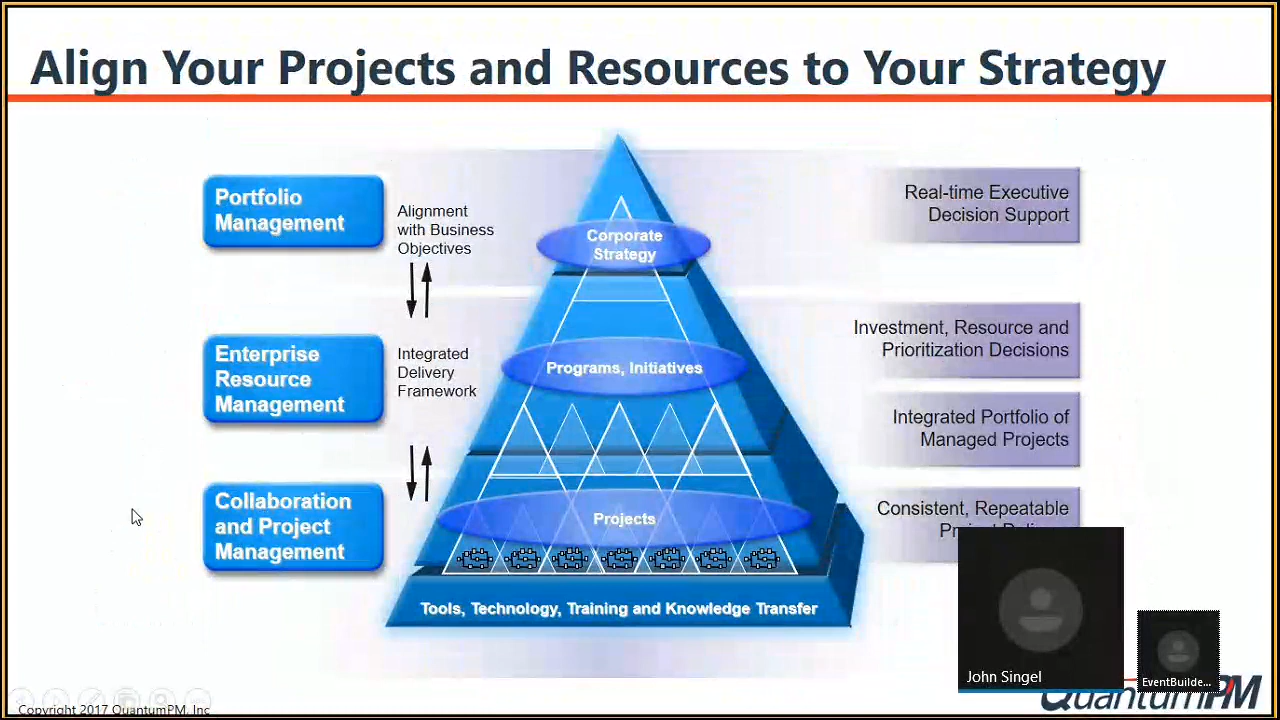 Align Your Projects and Resources to Your Strategy
Portfolio
Management
Alignment
with Business
Objectives
Corporate
Strategy
Real-time Executive
Decision Support
Enterprise
Resource
Management
Integrated
Delivery
Framework
Programs, Initiatives
Investment, Resource and
Prioritization Decisions
Integrated Portfolio of
Managed Projects
Collaboration
and Project
Management
Projects
Consistent, Repeatable
Tools, Technology, Training and Knowledge Transfer
John Singel
EventBuilde...
QuantumPM
Copyright 2017 QuantumPM, Inc